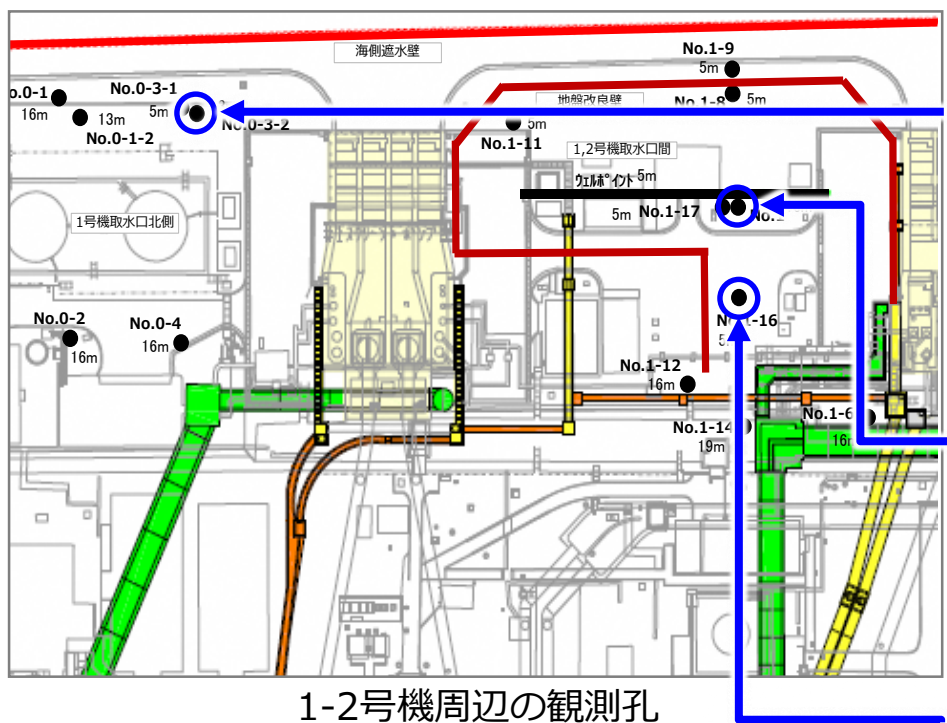 海側遮水壁
No.1-9
5m
o.0-1
16m
No.0-3-1
5m
No.0-3-2
13m
No.0-1-2
地盤改良壁
No.1-8
5m
5m
No.1-11
1,2号機取水口間
ｳｪﾙﾎﾟｲﾝﾄ
5m
5m
No.1-17
1号機取水口北側
No.0-2
16m
No.0-4
16m
1-16
No.1-12
16m
No.1-14
19m
No.1-6
16m
1-2号機周辺の観測孔